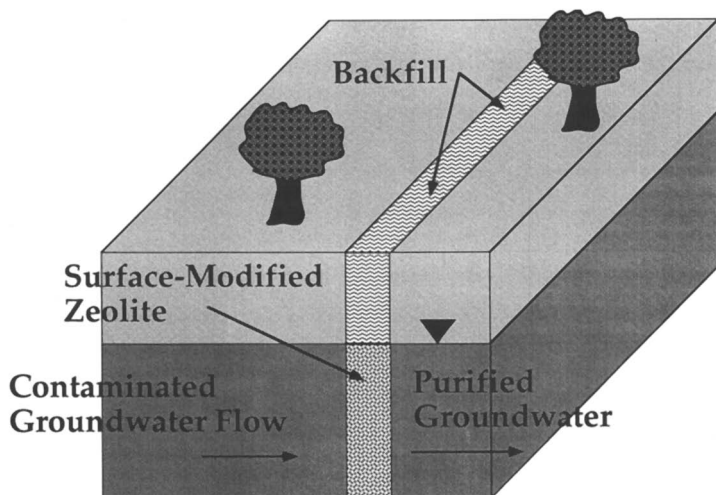 Backfill
Surface-Modified
Zeolite
Contaminated
Groundwater Flow
Purified
Groundwater